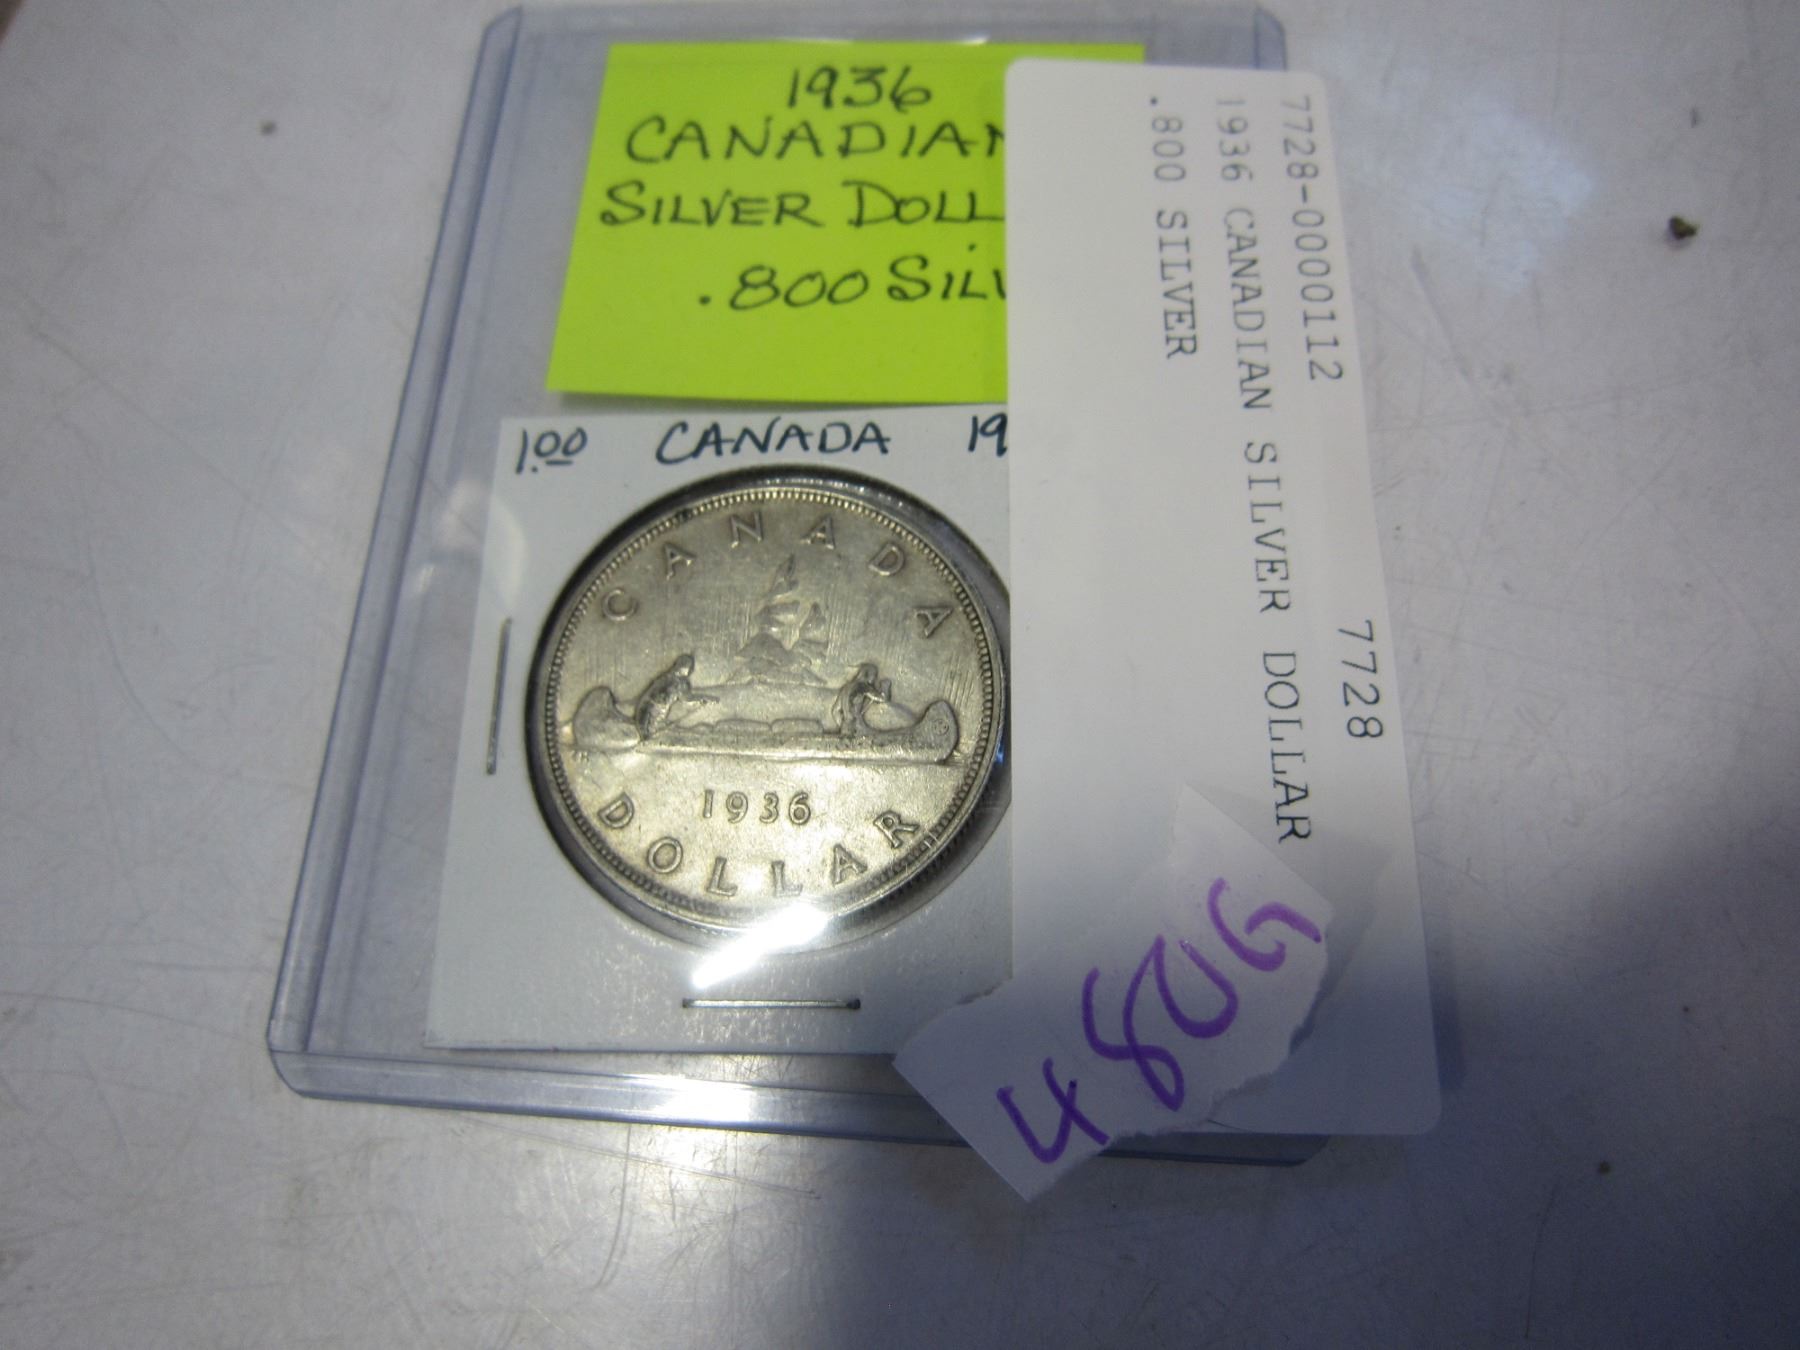 1936
CANADIAN
SILVER DOLL
.800 SILV
1.00 CANADA 19
CANADA
1936
DOLLAR
7728-0000112 7728
1936 CANADIAN SILVER DOLLAR
.800 SILVER